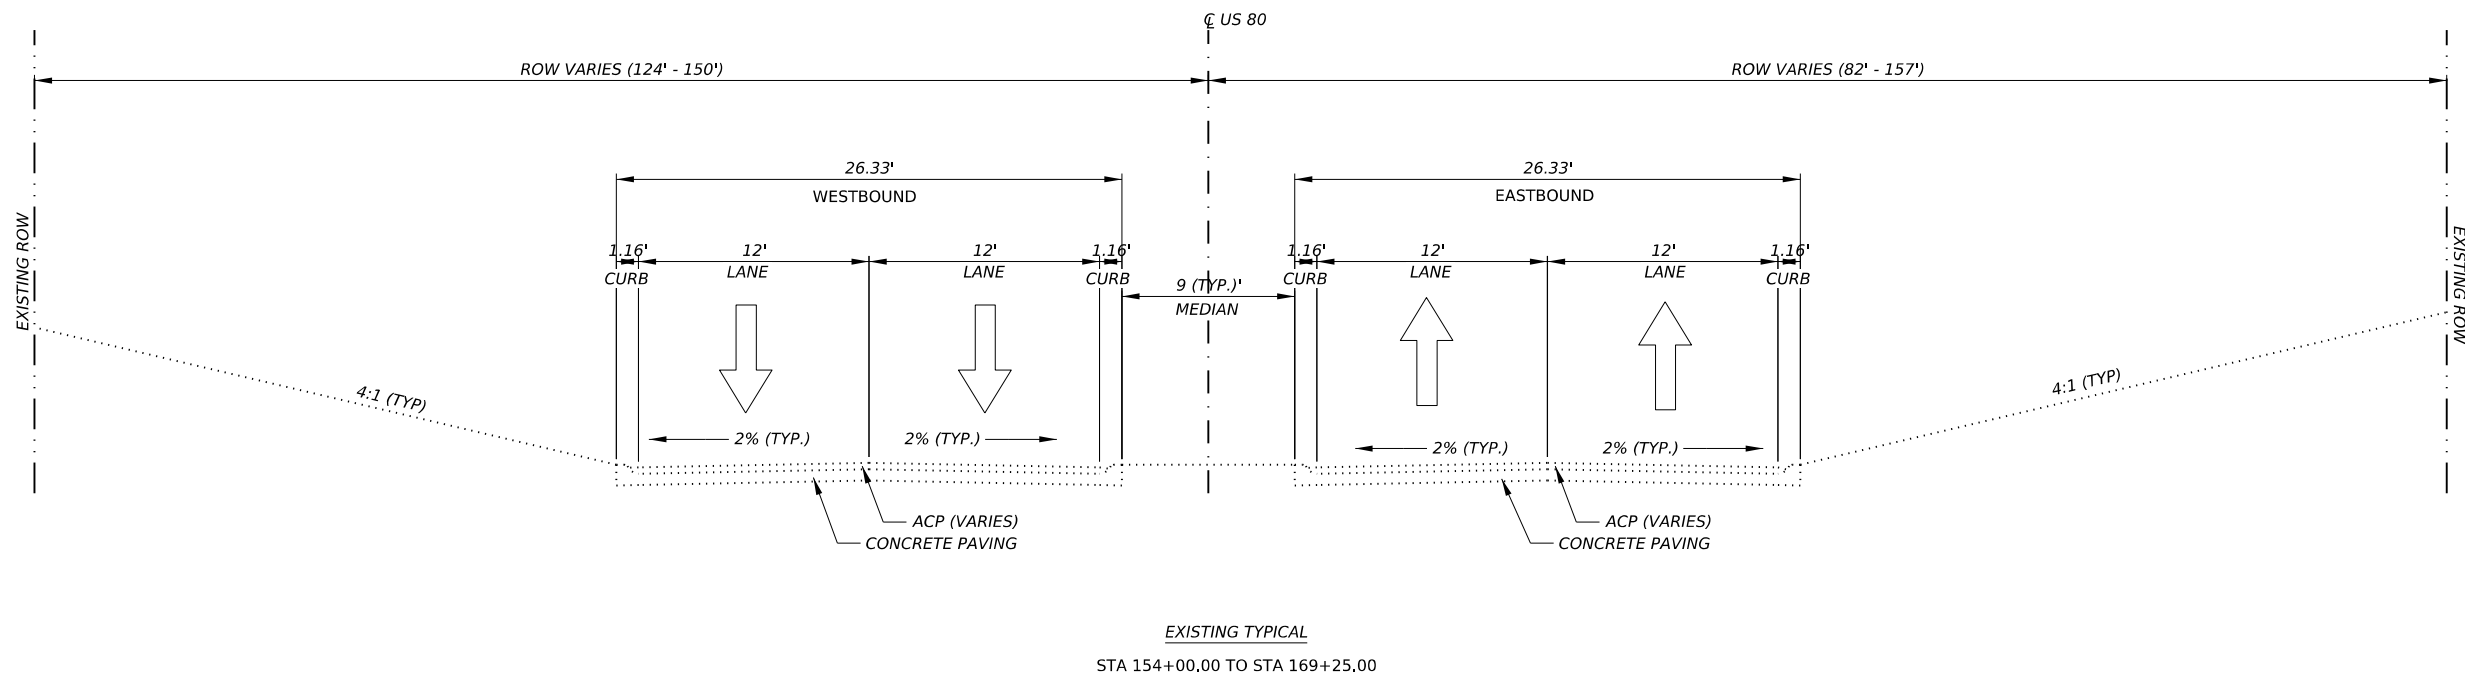 ℄ US 80
ROW VARIES (124' - 150')
ROW VARIES (82' - 157')
26.33'
WESTBOUND
26.33'
EASTBOUND
EXISTING ROW
EXISTING ROW
1.16'
CURB
12'
LANE
12'
LANE
1.16'
CURB
9 (TYP.)'
MEDIAN
1.16'
CURB
12'
LANE
12'
LANE
1.16'
CURB
4:1 (TYP)
4:1 (TYP)
2% (TYP.)
2% (TYP.)
2% (TYP.)
2% (TYP.)
ACP (VARIES)
CONCRETE PAVING
ACP (VARIES)
CONCRETE PAVING
EXISTING TYPICAL
STA 154+00.00 TO STA 169+25.00